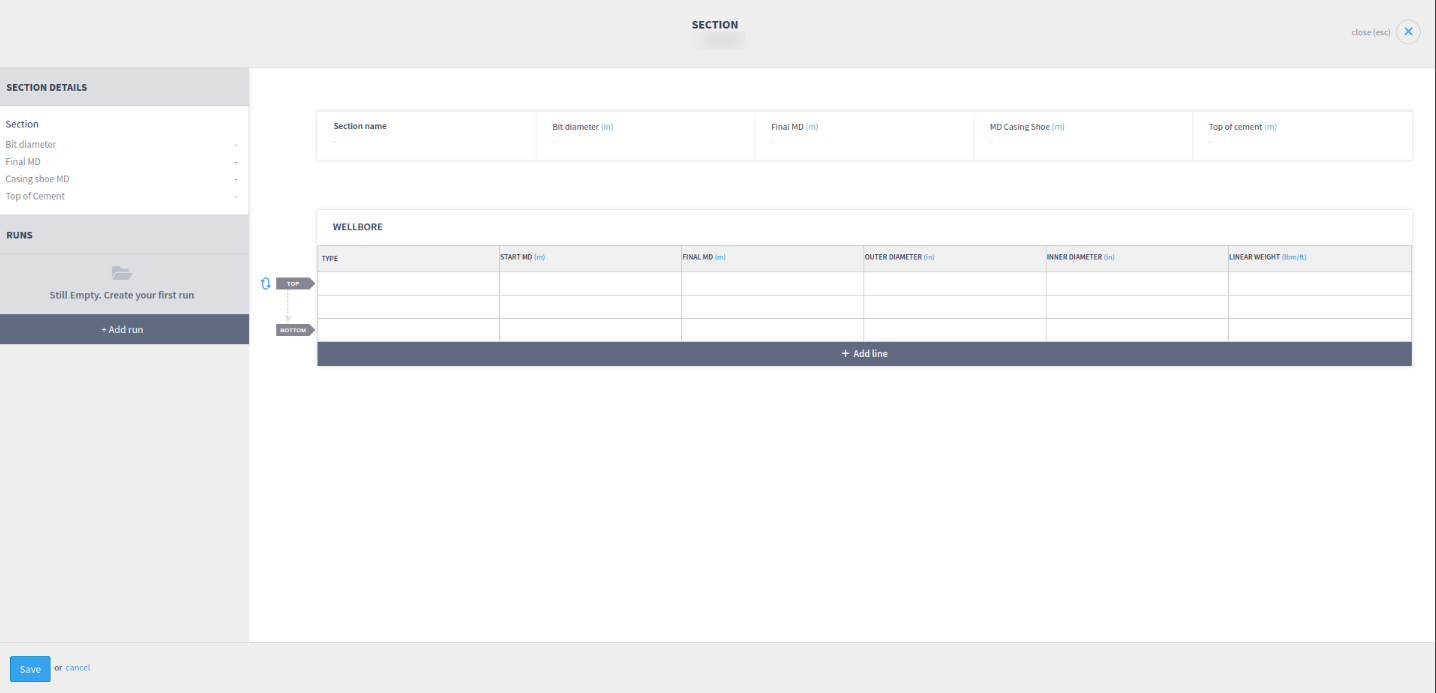 SECTION
close (esc)
SECTION DETAILS
Section
Bit diameter -
Final MD -
Casing shoe MD -
Top of Cement -
RUNS
Still Empty. Create your first run
+ Add run
Section name Bit diameter (in) Final MD (m) MD Casing Shoe (m) Top of cement (m)
- - - - -
WELLBORE
TYPE START MD (m) FINAL MD (m) OUTER DIAMETER (in) INNER DIAMETER (in) LINEAR WEIGHT (lbm/ft)
TOP
BOTTOM
+ Add line
Save or cancel